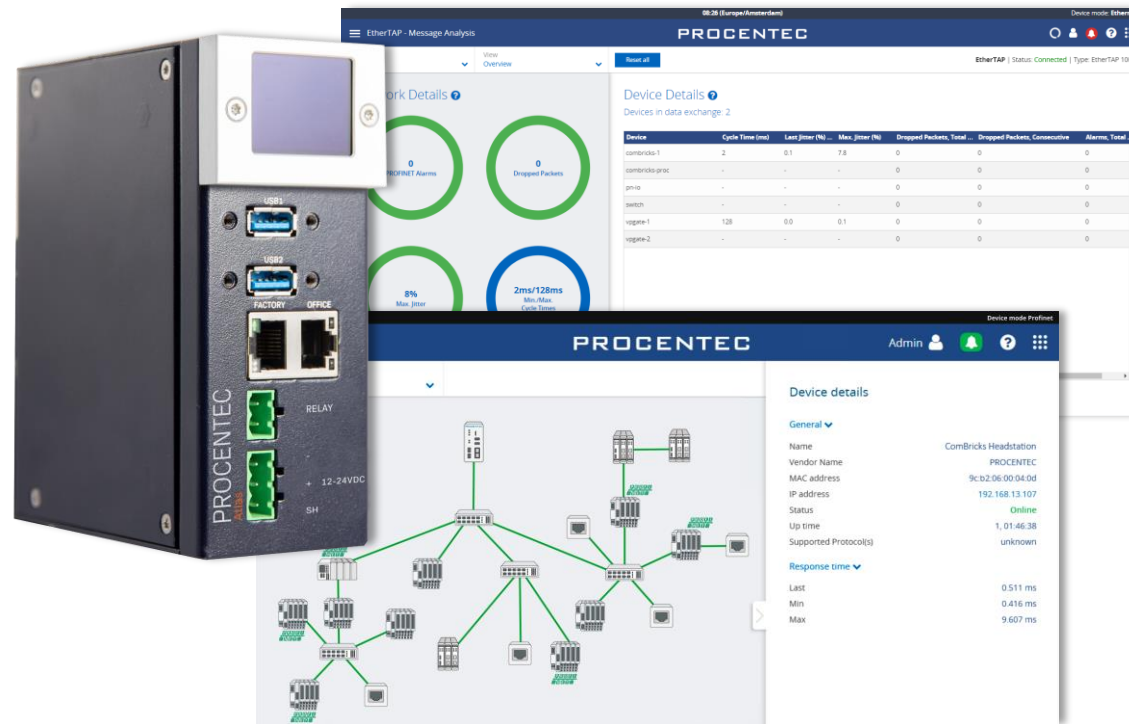 08:26 (Europe/Amsterdam)
Device mode: Ethern
EtherTAP - Message Analysis
PROCENTEC
View
Overview
Reset all
EtherTAP | Status: Connected | Type: EtherTAP 10
ork Details
Device Details
Devices in data exchange: 2
0
PROFINET Alarms
0
Dropped Packets
8%
Max. Jitter
2ms/128ms
Min./Max.
Cycle Times
Device Cycle Time (ms) Last Jitter (%) ... Max. Jitter (%) Dropped Packets, Total ... Dropped Packets, Consecutive Alarms, Total
combricks-1 2 0.1 7.8 0 0 0
combricks-proc - - - 0 0 0
pn-io - - - 0 0 0
switch - - - 0 0 0
vpgate-1 128 0.0 0.1 0 0 0
vpgate-2 - - - 0 0 0
USB1
USB2
FACTORY OFFICE
RELAY
-
+ 12-24VDC
SH
PROCENTEC
Atlas
Device mode Profinet
PROCENTEC
Admin
Device details
General
Name ComBricks Headstation
Vendor Name PROCENTEC
MAC address 9c:b2:06:00:04:0d
IP address 192.168.13.107
Status Online
Up time 1, 01:46:38
Supported Protocol(s) unknown
Response time
Last 0.511 ms
Min 0.416 ms
Max 9.607 ms